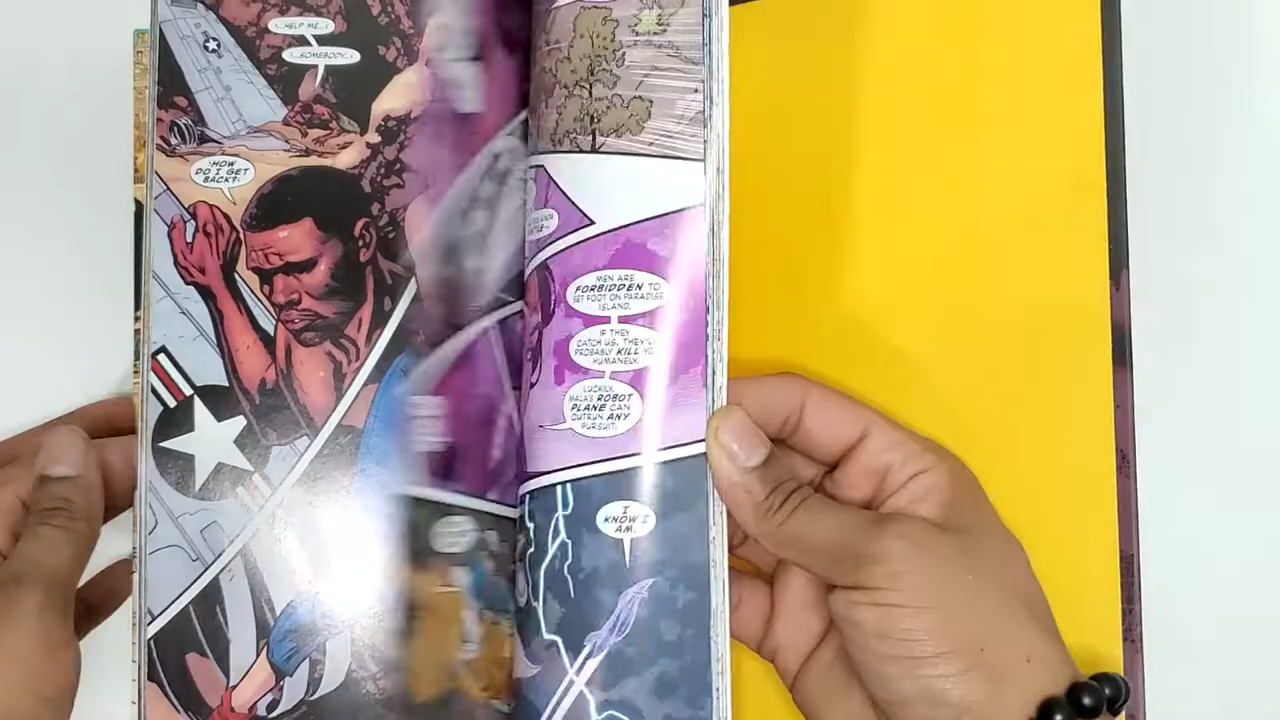 ...HELP ME...
...SOMEBODY...
HOW
DO I GET
BACK?
MEN ARE
FORBIDDEN TO
SET FOOT ON PARADISE
ISLAND.
IF THEY
CATCH US, THEY'LL
PROBABLY KILL
HUMANELY.
LUCKILY,
MALA'S ROBOT
PLANE CAN
OUTRUN ANY
PURSUIT.
I
KNOW I
AM.